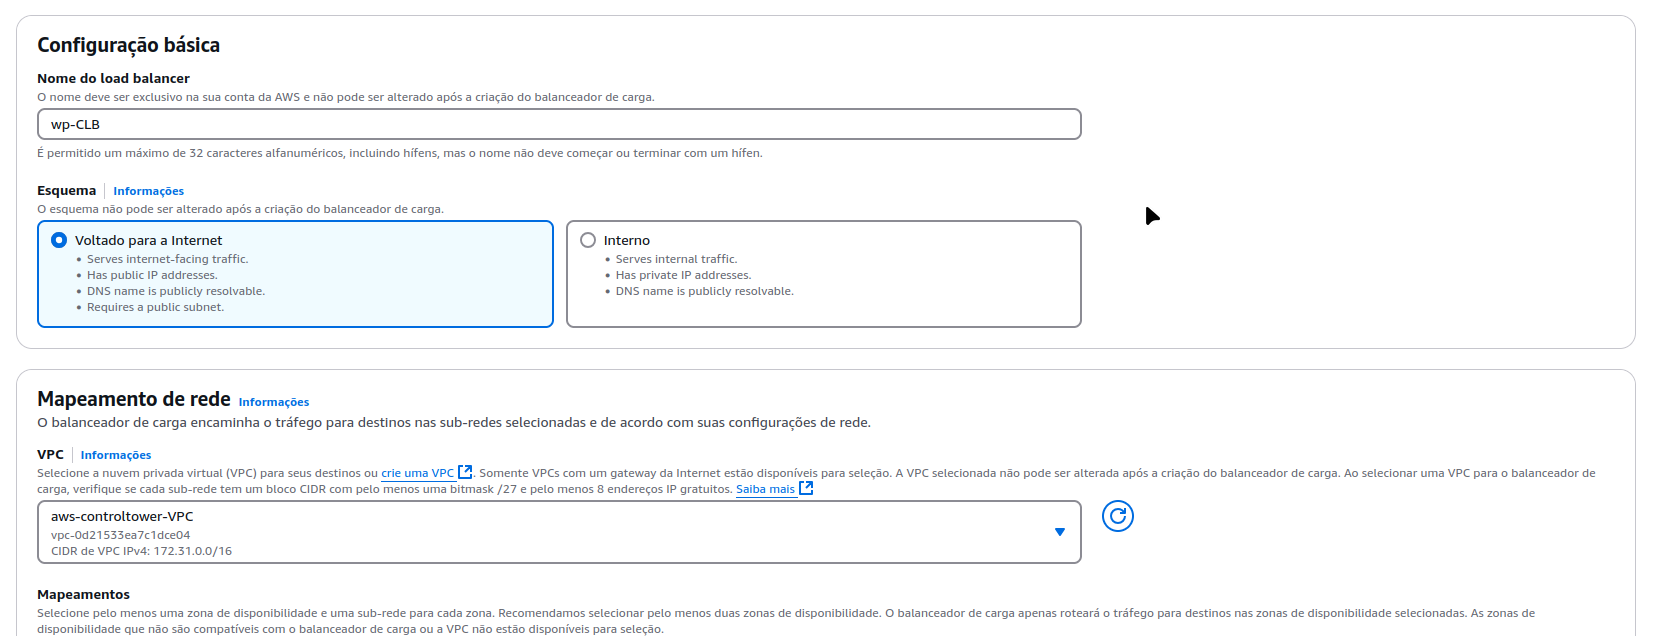 Configuração básica
Nome do load balancer
O nome deve ser exclusivo na sua conta da AWS e não pode ser alterado após a criação do balanceador de carga.
wp-CLB
É permitido um máximo de 32 caracteres alfanuméricos, incluindo hífens, mas o nome não deve começar ou terminar com um hífen.
Esquema Informações
O esquema não pode ser alterado após a criação do balanceador de carga.
Voltado para a Internet
• Serves internet-facing traffic.
• Has public IP addresses.
• DNS name is publicly resolvable.
• Requires a public subnet.
Interno
• Serves internal traffic.
• Has private IP addresses.
• DNS name is publicly resolvable.
Mapeamento de rede Informações
O balanceador de carga encaminha o tráfego para destinos nas sub-redes selecionadas e de acordo com suas configurações de rede.
VPC Informações
Selecione a nuvem privada virtual (VPC) para seus destinos ou crie uma VPC. Somente VPCs com um gateway da Internet estão disponíveis para seleção. A VPC selecionada não pode ser alterada após a criação do balanceador de carga. Ao selecionar uma VPC para o balanceador de
carga, verifique se cada sub-rede tem um bloco CIDR com pelo menos uma bitmask /27 e pelo menos 8 endereços IP gratuitos. Saiba mais
aws-controltower-VPC
vpc-0d21533ea7c1dce04
CIDR de VPC IPv4: 172.31.0.0/16
Mapeamentos
Selecione pelo menos uma zona de disponibilidade e uma sub-rede para cada zona. Recomendamos selecionar pelo menos duas zonas de disponibilidade. O balanceador de carga apenas roteará o tráfego para destinos nas zonas de disponibilidade selecionadas. As zonas de
disponibilidade que não são compatíveis com o balanceador de carga ou a VPC não estão disponíveis para seleção.